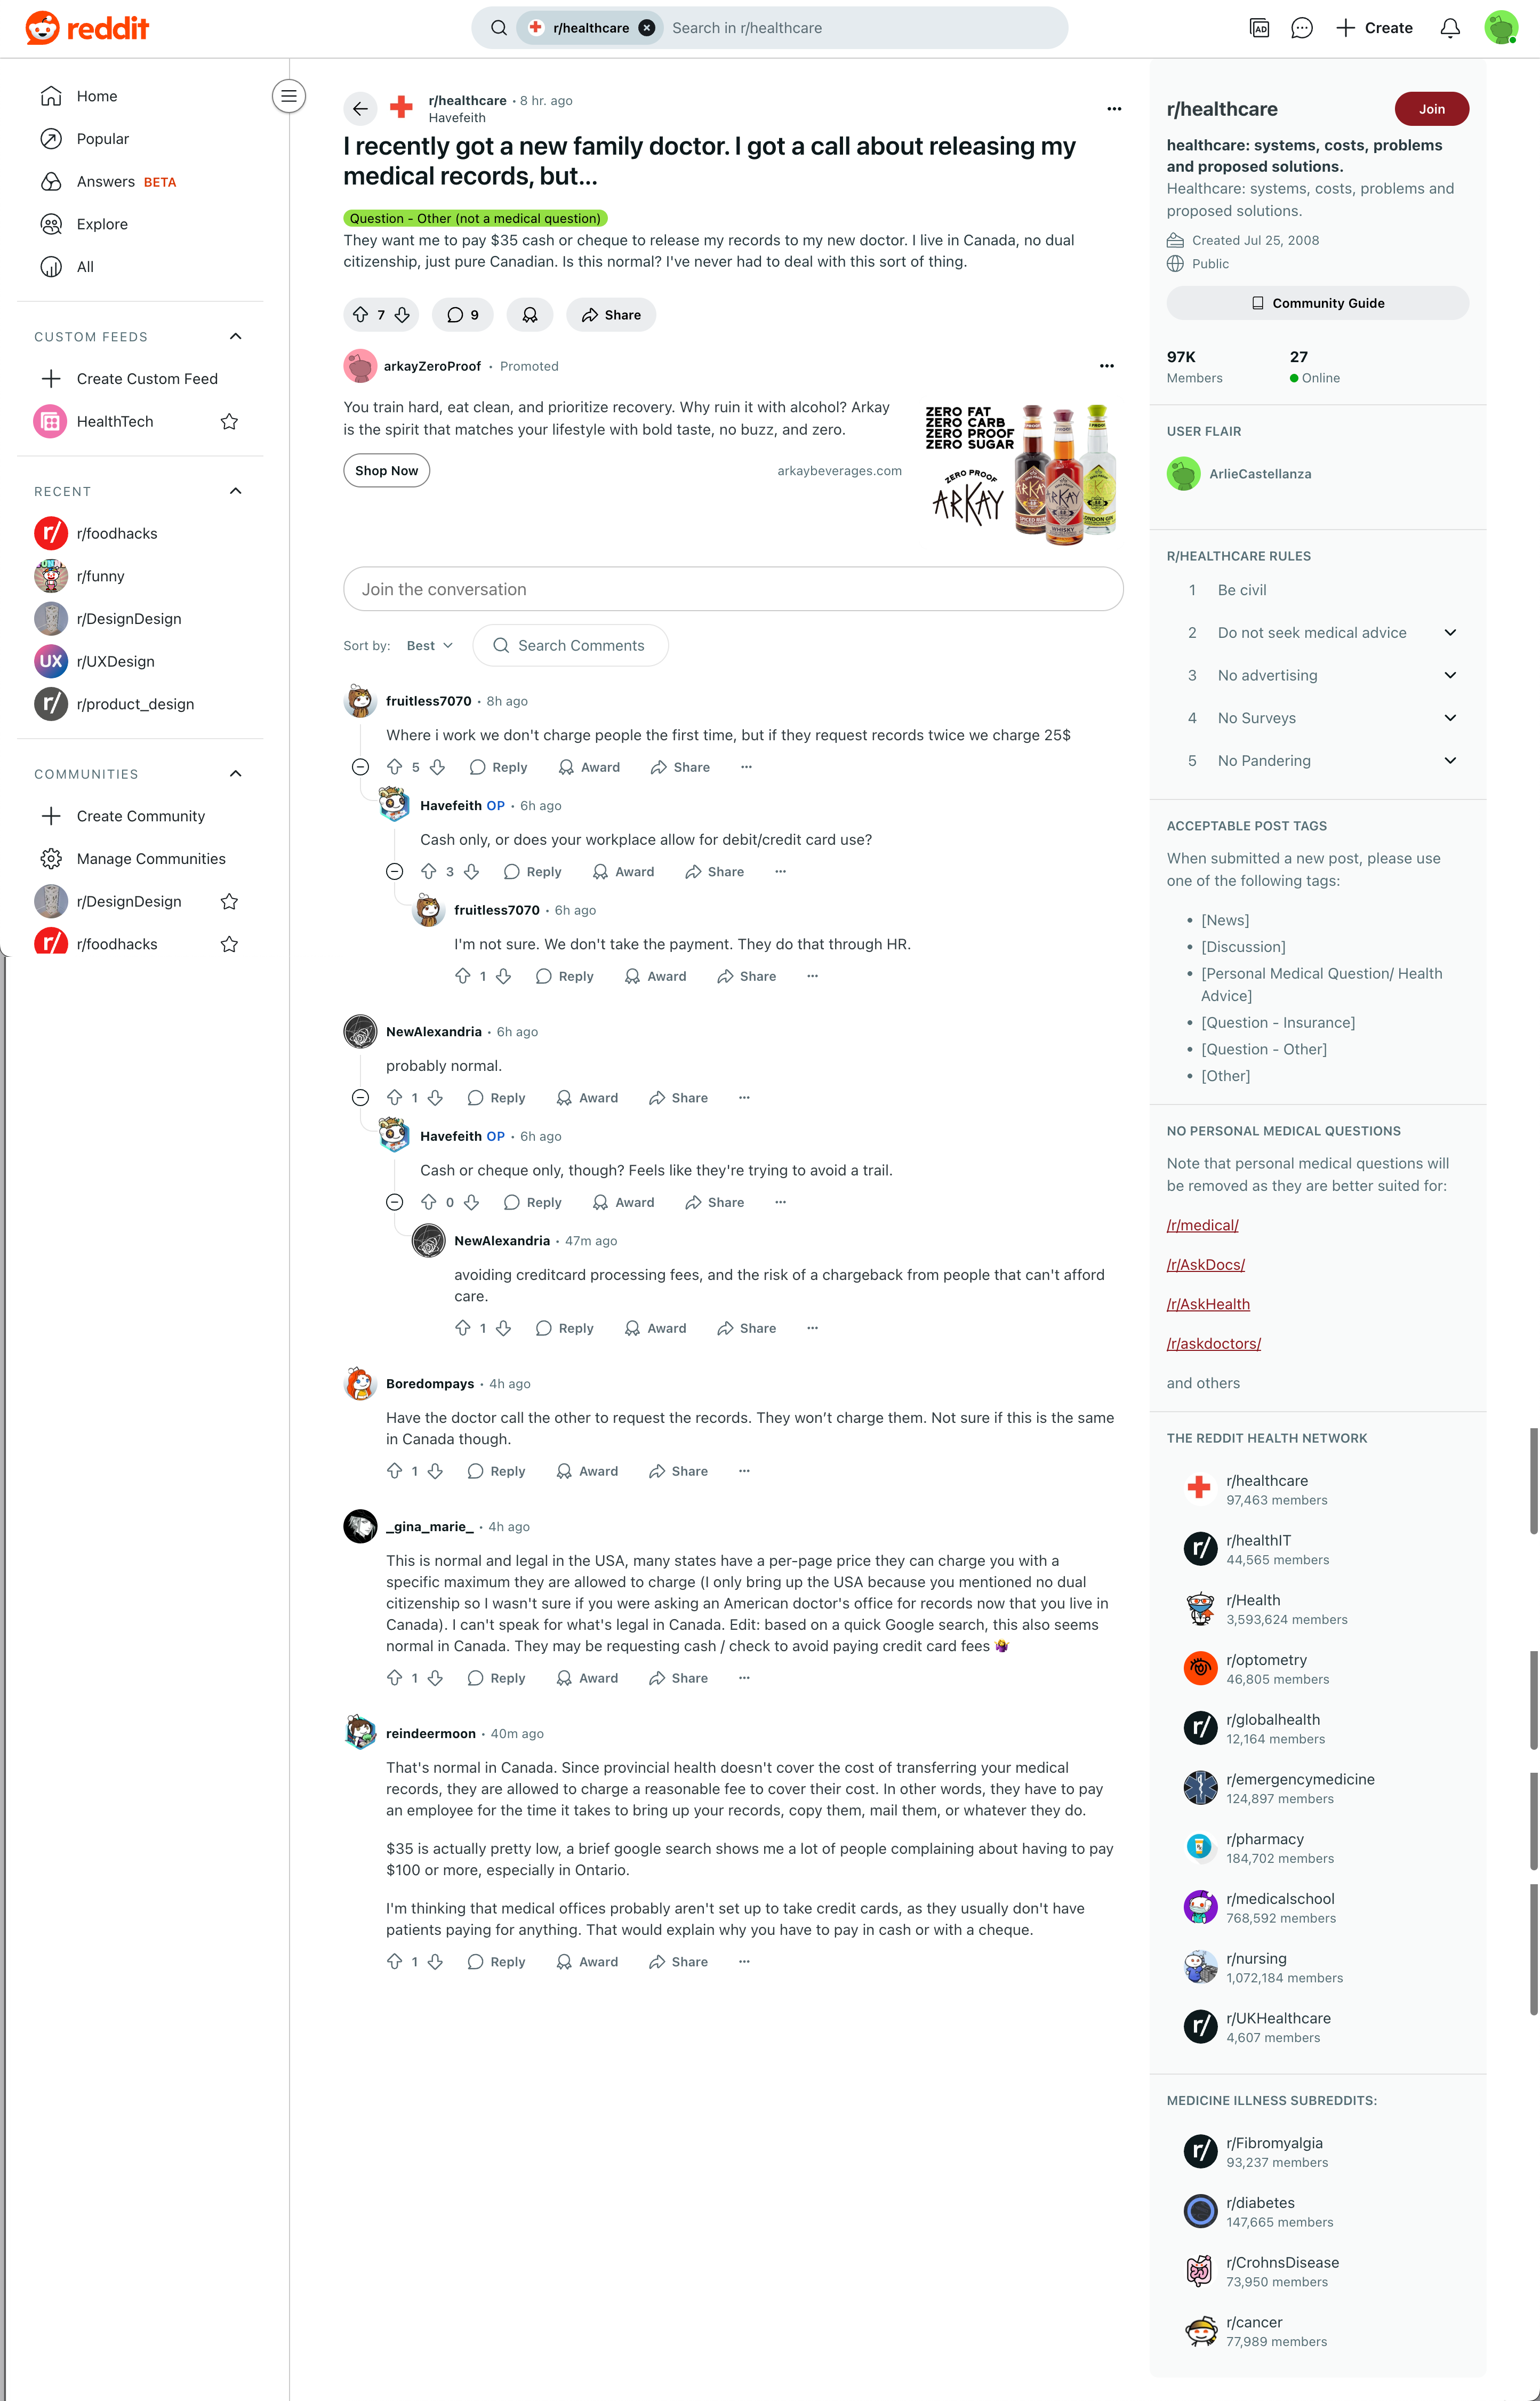 reddit
r/healthcare
Search in r/healthcare
AD
Create
Home
Popular
Answers BETA
Explore
All
CUSTOM FEEDS
Create Custom Feed
HealthTech
RECENT
r/foodhacks
r/funny
r/DesignDesign
UX r/UXDesign
r/product_design
COMMUNITIES
Create Community
Manage Communities
r/DesignDesign
r/foodhacks
r/healthcare • 8 hr. ago
Havefeith
I recently got a new family doctor. I got a call about releasing my
medical records, but...
Question - Other (not a medical question)
They want me to pay $35 cash or cheque to release my records to my new doctor. I live in Canada, no dual
citizenship, just pure Canadian. Is this normal? I've never had to deal with this sort of thing.
7 9 Share
arkayZeroProof • Promoted
You train hard, eat clean, and prioritize recovery. Why ruin it with alcohol? Arkay
is the spirit that matches your lifestyle with bold taste, no buzz, and zero.
Shop Now
arkaybeverages.com
ZERO FAT
ZERO CARB
ZERO PROOF
ZERO SUGAR
ZERO PROOF
ARKAY
Join the conversation
Sort by: Best Search Comments
fruitless7070 • 8h ago
Where i work we don't charge people the first time, but if they request records twice we charge 25$
5 Reply Award Share
Havefeith OP • 6h ago
Cash only, or does your workplace allow for debit/credit card use?
3 Reply Award Share
fruitless7070 • 6h ago
I'm not sure. We don't take the payment. They do that through HR.
1 Reply Award Share
NewAlexandria • 6h ago
probably normal.
1 Reply Award Share
Havefeith OP • 6h ago
Cash or cheque only, though? Feels like they're trying to avoid a trail.
0 Reply Award Share
NewAlexandria • 47m ago
avoiding creditcard processing fees, and the risk of a chargeback from people that can't afford
care.
1 Reply Award Share
Boredompays • 4h ago
Have the doctor call the other to request the records. They won’t charge them. Not sure if this is the same
in Canada though.
1 Reply Award Share
_gina_marie_ • 4h ago
This is normal and legal in the USA, many states have a per-page price they can charge you with a
specific maximum they are allowed to charge (I only bring up the USA because you mentioned no dual
citizenship so I wasn't sure if you were asking an American doctor's office for records now that you live in
Canada). I can't speak for what's legal in Canada. Edit: based on a quick Google search, this also seems
normal in Canada. They may be requesting cash / check to avoid paying credit card fees 🤷‍♀️
1 Reply Award Share
reindeermoon • 40m ago
That's normal in Canada. Since provincial health doesn't cover the cost of transferring your medical
records, they are allowed to charge a reasonable fee to cover their cost. In other words, they have to pay
an employee for the time it takes to bring up your records, copy them, mail them, or whatever they do.
$35 is actually pretty low, a brief google search shows me a lot of people complaining about having to pay
$100 or more, especially in Ontario.
I'm thinking that medical offices probably aren't set up to take credit cards, as they usually don't have
patients paying for anything. That would explain why you have to pay in cash or with a cheque.
1 Reply Award Share
r/healthcare
Join
healthcare: systems, costs, problems
and proposed solutions.
Healthcare: systems, costs, problems and
proposed solutions.
Created Jul 25, 2008
Public
Community Guide
97K 27
Members Online
USER FLAIR
ArlieCastellanza
R/HEALTHCARE RULES
1 Be civil
2 Do not seek medical advice
3 No advertising
4 No Surveys
5 No Pandering
ACCEPTABLE POST TAGS
When submitted a new post, please use
one of the following tags:
• [News]
• [Discussion]
• [Personal Medical Question/ Health
Advice]
• [Question - Insurance]
• [Question - Other]
• [Other]
NO PERSONAL MEDICAL QUESTIONS
Note that personal medical questions will
be removed as they are better suited for:
/r/medical/
/r/AskDocs/
/r/AskHealth
/r/askdoctors/
and others
THE REDDIT HEALTH NETWORK
r/healthcare
97,463 members
r/healthIT
44,565 members
r/Health
3,593,624 members
r/optometry
46,805 members
r/globalhealth
12,164 members
r/emergencymedicine
124,897 members
r/pharmacy
184,702 members
r/medicalschool
768,592 members
r/nursing
1,072,184 members
r/UKHealthcare
4,607 members
MEDICINE ILLNESS SUBREDDITS:
r/Fibromyalgia
93,237 members
r/diabetes
147,665 members
r/CrohnsDisease
73,950 members
r/cancer
77,989 members